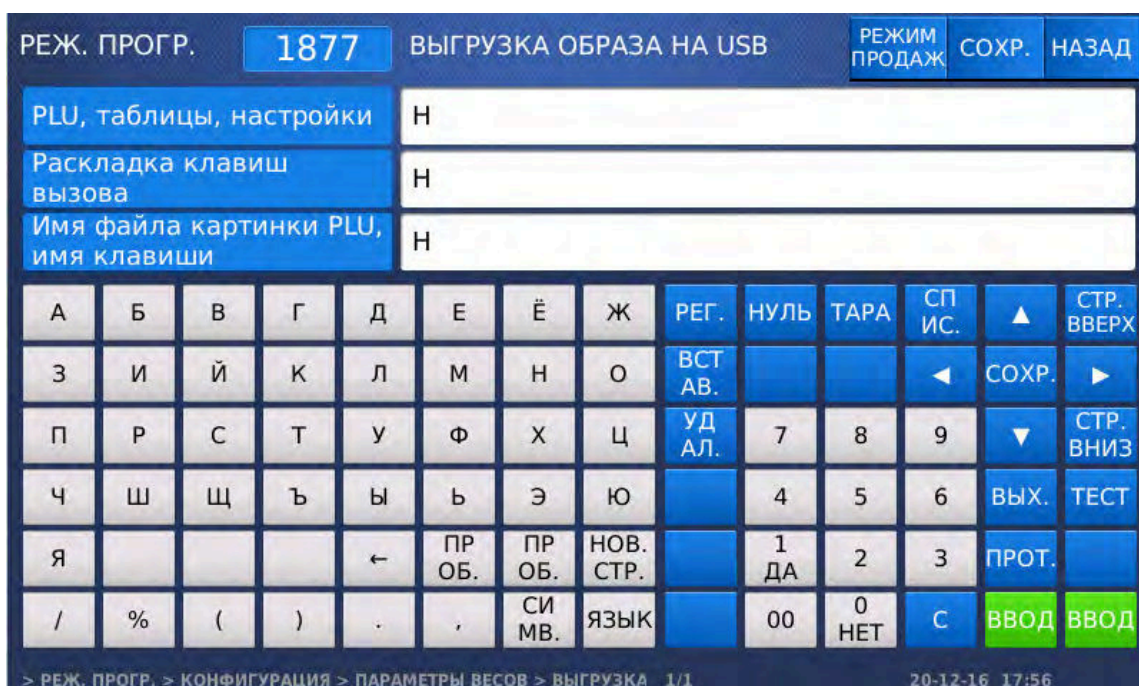 РЕЖ. ПРОГР. 1877 ВЫГРУЗКА ОБРАЗА НА USB РЕЖИМ ПРОДАЖ СОХР. НАЗАД
PLU, таблицы, настройки Н
Раскладка клавиш
вызова Н
Имя файла картинки PLU,
имя клавиши Н
А Б В Г Д Е Ё Ж РЕГ. НУЛЬ ТАРА СП ИС. ▲ СТР. ВВЕРХ
З И Й К Л М Н О ВСТ АВ. ◀ СОХР. ▶
П Р С Т У Ф Х Ц УД АЛ. 7 8 9 ▼ СТР. ВНИЗ
Ч Ш Щ Ъ Ы Ь Э Ю 4 5 6 ВЫХ. ТЕСТ
Я ← ПР ОБ. ПР ОБ. НОВ. СТР. 1 ДА 2 3 ПРОТ.
/ % ( ) . , СИ МВ. ЯЗЫК 00 0 НЕТ С ВВОД ВВОД
> РЕЖ. ПРОГР. > КОНФИГУРАЦИЯ > ПАРАМЕТРЫ ВЕСОВ > ВЫГРУЗКА 1/1 20-12-16 17:56